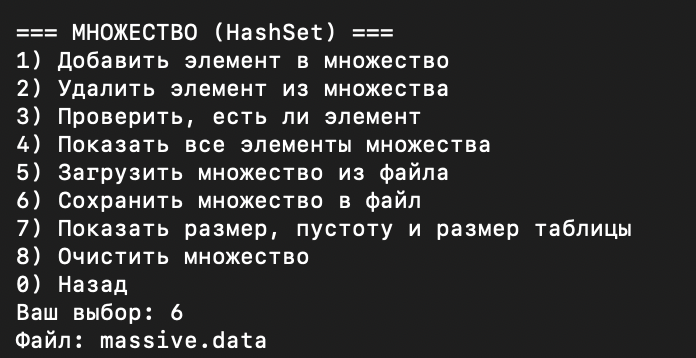 === МНОЖЕСТВО (HashSet) ===
1) Добавить элемент в множество
2) Удалить элемент из множества
3) Проверить, есть ли элемент
4) Показать все элементы множества
5) Загрузить множество из файла
6) Сохранить множество в файл
7) Показать размер, пустоту и размер таблицы
8) Очистить множество
0) Назад
Ваш выбор: 6
Файл: massive.data